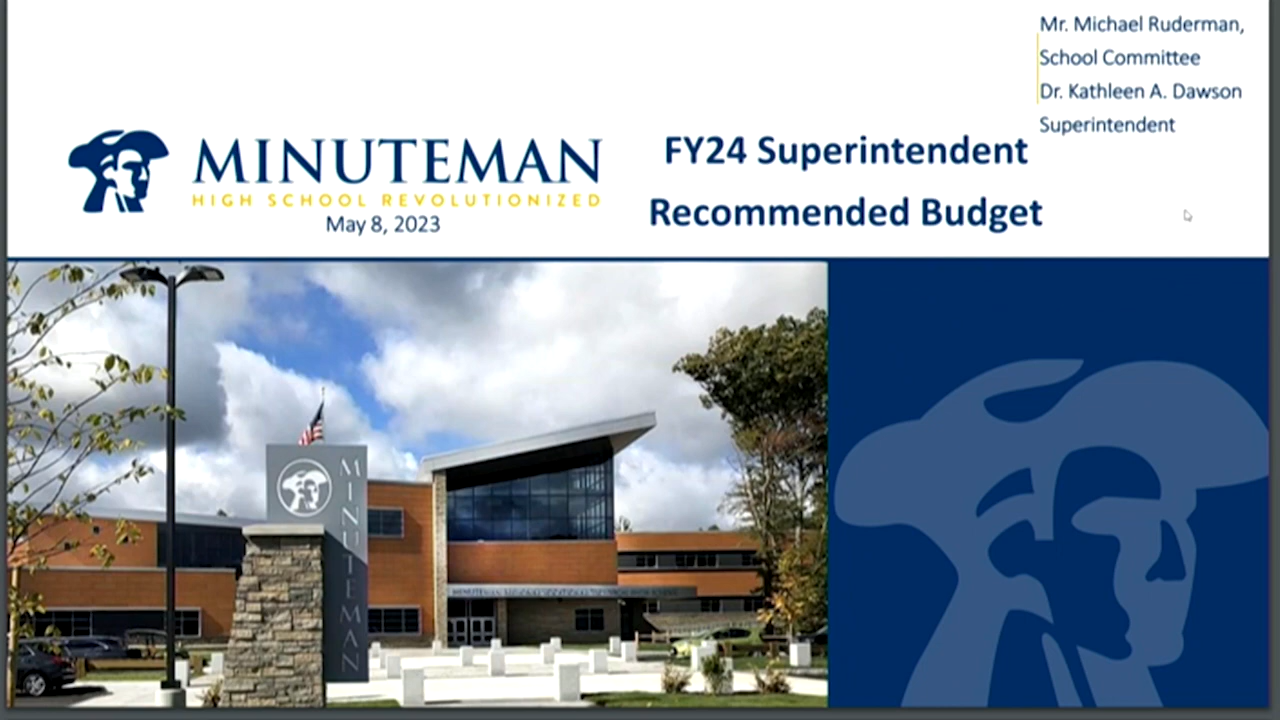 Mr. Michael Ruderman,
School Committee
Dr. Kathleen A. Dawson
Superintendent
MINUTEMAN
HIGH SCHOOL REVOLUTIONIZED
May 8, 2023
FY24 Superintendent
Recommended Budget
MINUTEMAN
MINUTEMAN